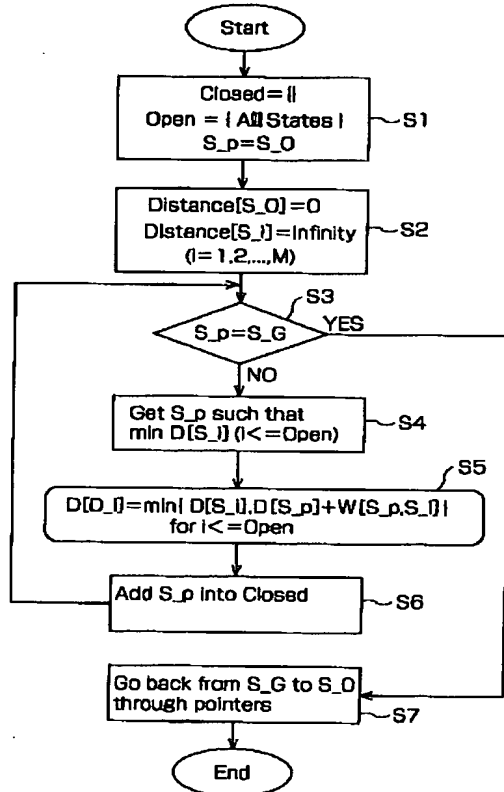 Start
Closed={}
Open = { All States }
S_p=S_0
S1
Distance[S_0]=0
Distance[S_i]=Infinity
(i=1,2,...,M)
S2
S3
S_p=S_G
YES
NO
Get S_p such that
min D[S_i] (i<=Open)
S4
S5
D[D_i]=min{ D[S_i],D[S_p]+W[S_p,S_i]}
for i<=Open
Add S_p into Closed
S6
Go back from S_G to S_0
through pointers
S7
End